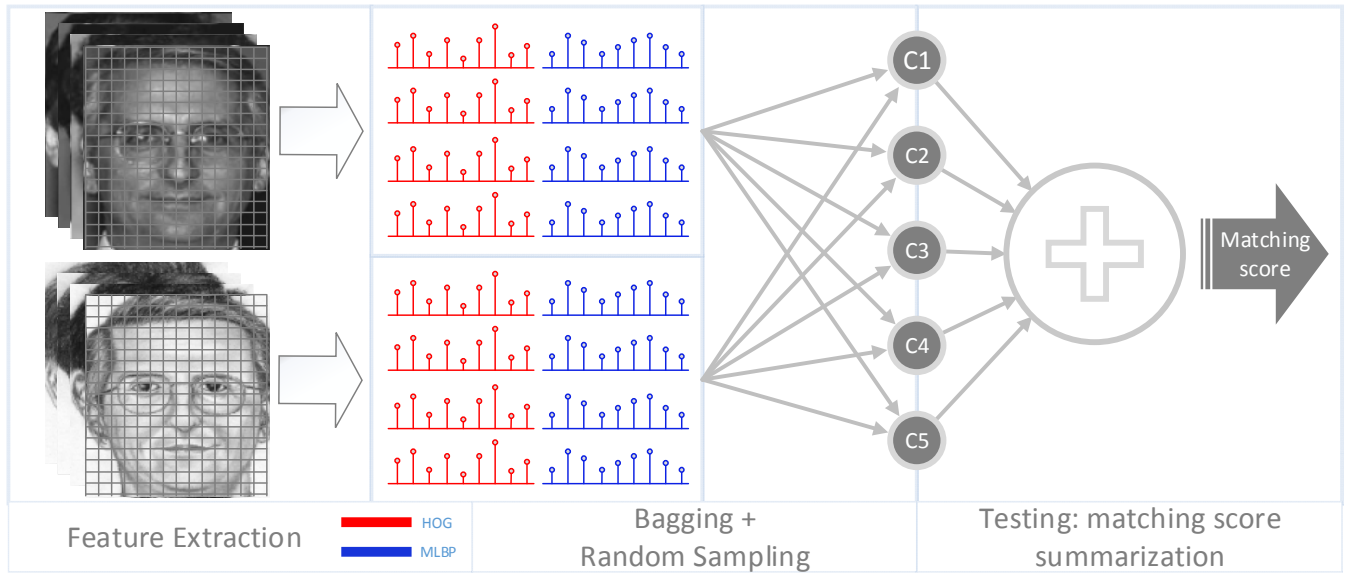 C1
C2
C3
C4
C5
Matching
score
Feature Extraction
HOG
MLBP
Bagging +
Random Sampling
Testing: matching score
summarization